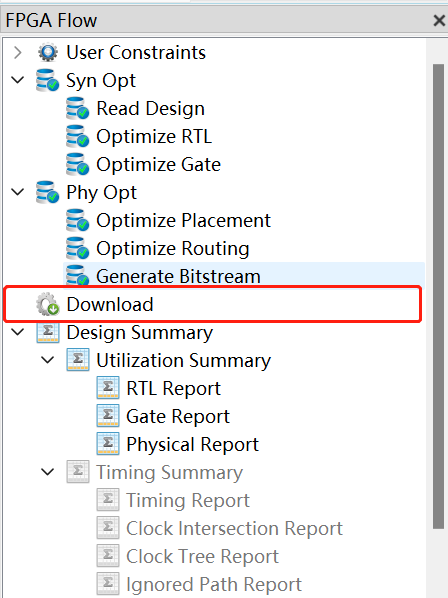 FPGA Flow
User Constraints
Syn Opt
Read Design
Optimize RTL
Optimize Gate
Phy Opt
Optimize Placement
Optimize Routing
Generate Bitstream
Download
Design Summary
Utilization Summary
RTL Report
Gate Report
Physical Report
Timing Summary
Timing Report
Clock Intersection Report
Clock Tree Report
Ignored Path Report